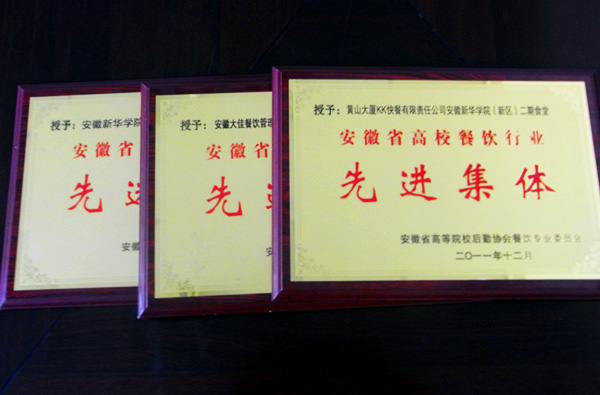 授予：安徽新华学院
安徽省
先进
安
授予：安徽大佳餐饮管理
安徽省
先
安
授予：黄山大厦KK快餐有限责任公司安徽新华学院（新区）二期食堂
安徽省高校餐饮行业
先进集体
安徽省高等院校后勤协会餐饮专业委员会
二〇一一年十二月